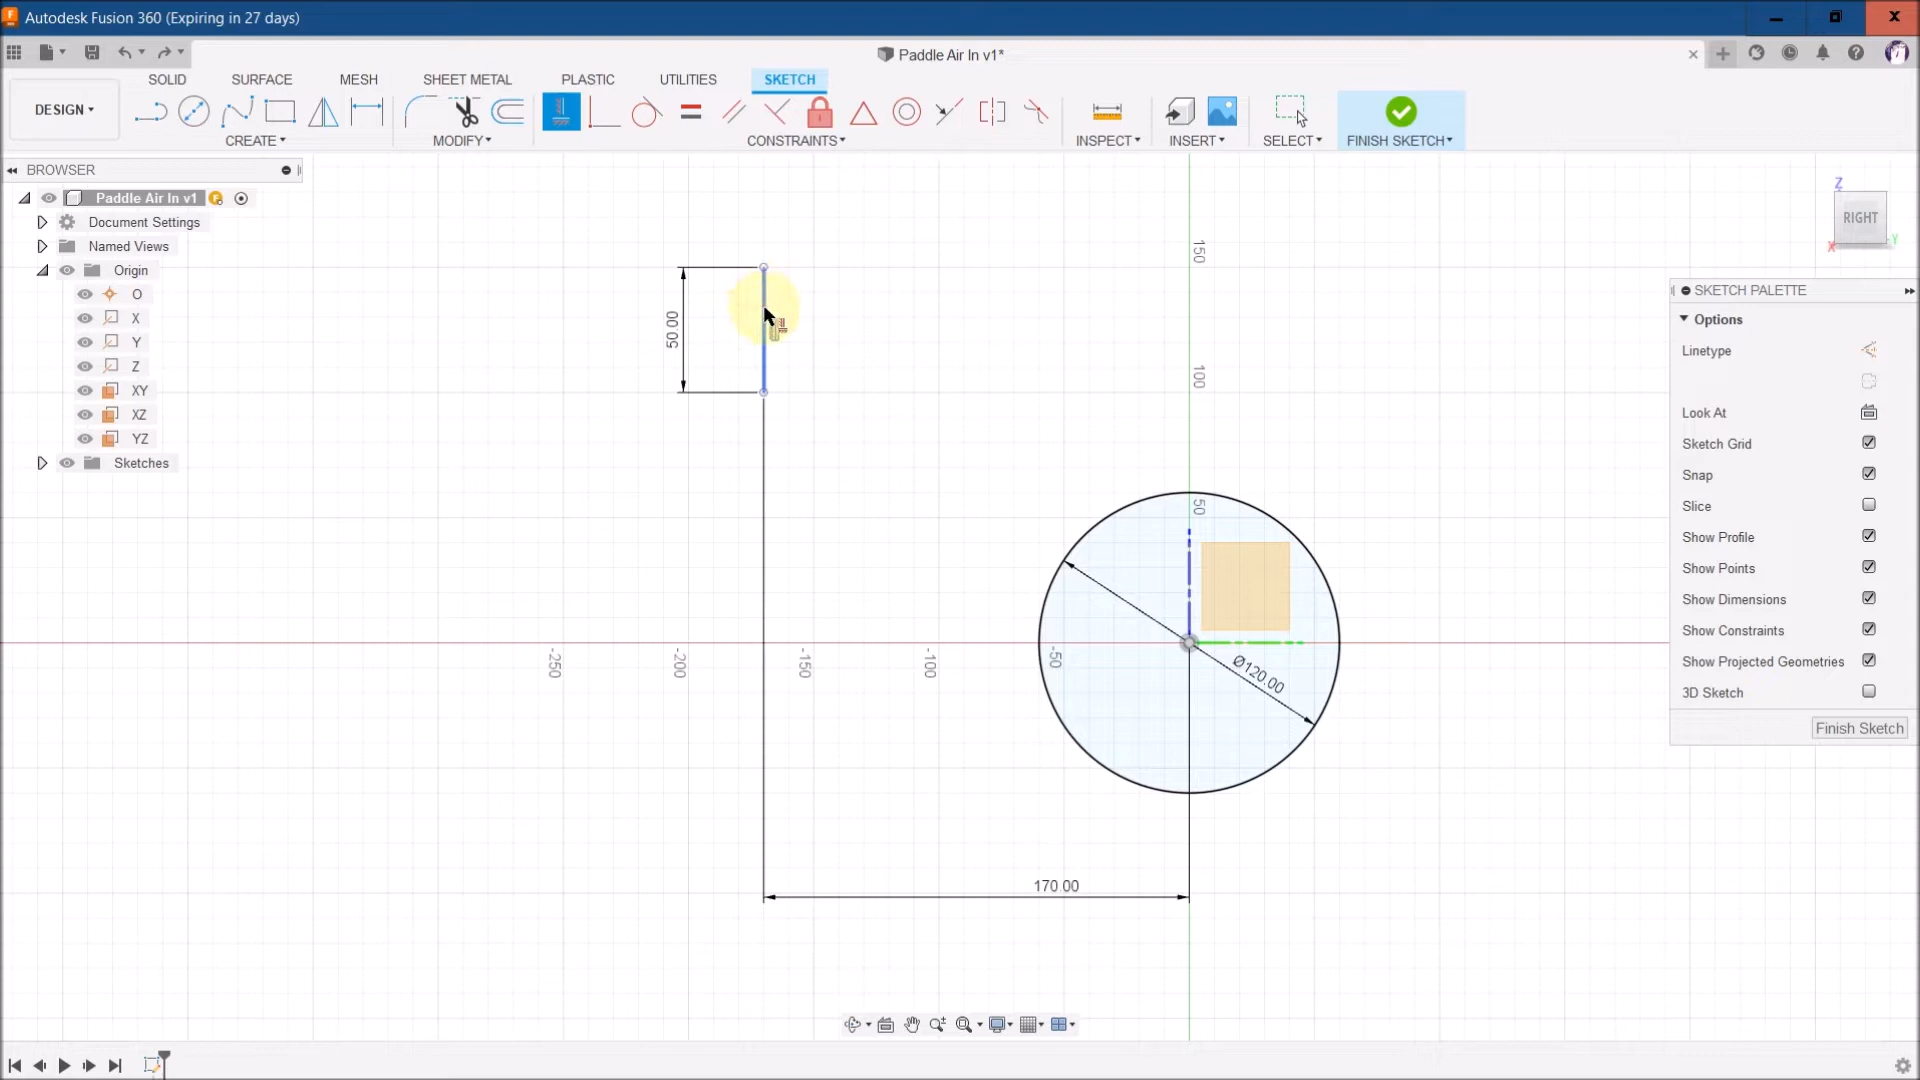 Autodesk Fusion 360 (Expiring in 27 days)
Paddle Air In v1*
SOLID
SURFACE
MESH
SHEET METAL
PLASTIC
UTILITIES
SKETCH
DESIGN
CREATE
MODIFY
CONSTRAINTS
INSPECT
INSERT
SELECT
FINISH SKETCH
BROWSER
Paddle Air In v1
Document Settings
Named Views
Origin
O
X
Y
Z
XY
XZ
YZ
Sketches
Z
RIGHT
X
Y
150
100
50
50.00
-250
-200
-150
-100
-50
Ø120.00
170.00
SKETCH PALETTE
Options
Linetype
Look At
Sketch Grid
Snap
Slice
Show Profile
Show Points
Show Dimensions
Show Constraints
Show Projected Geometries
3D Sketch
Finish Sketch